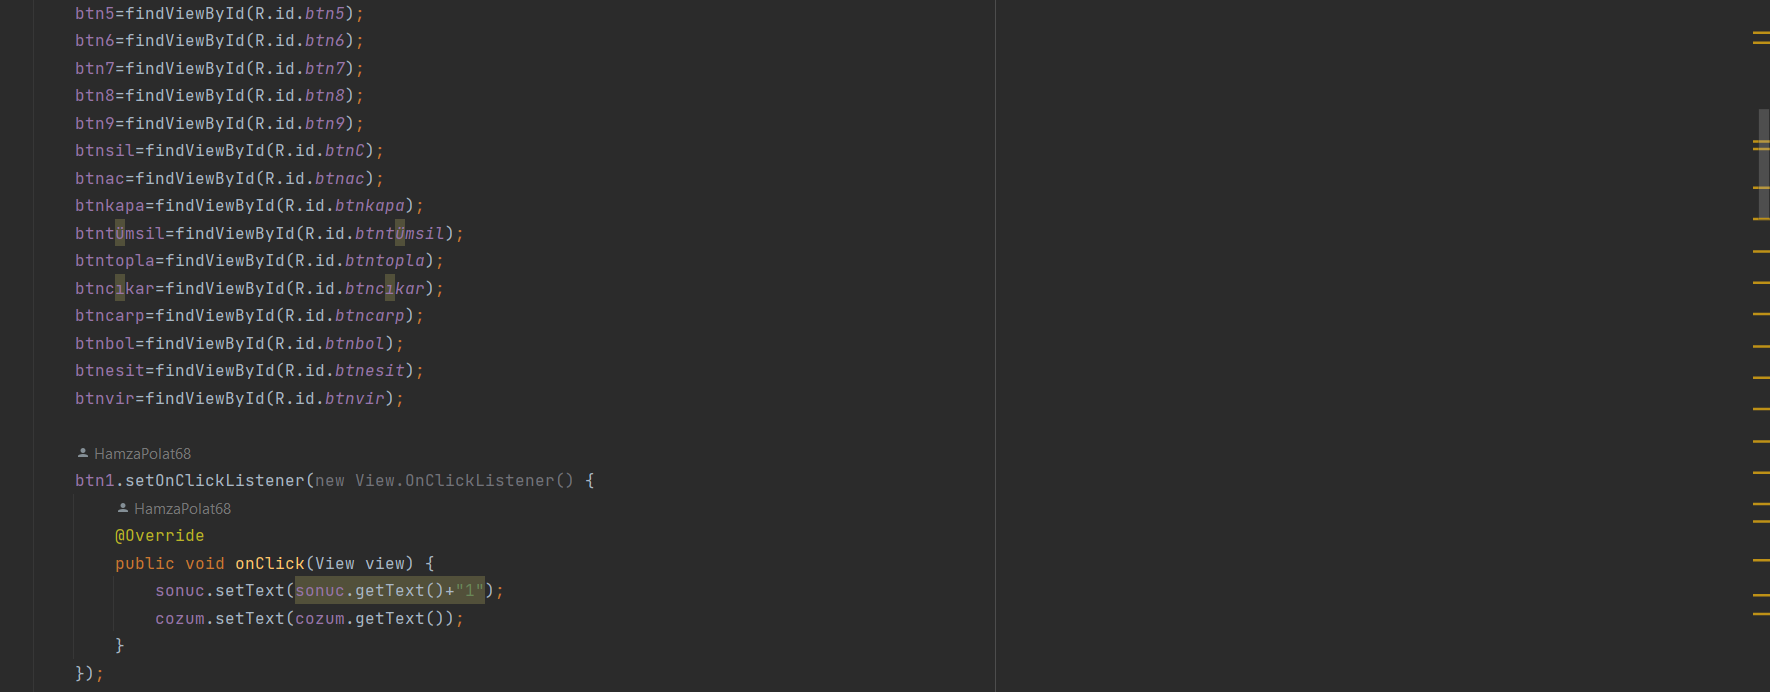 btn5=findViewById(R.id.btn5);
btn6=findViewById(R.id.btn6);
btn7=findViewById(R.id.btn7);
btn8=findViewById(R.id.btn8);
btn9=findViewById(R.id.btn9);
btnsil=findViewById(R.id.btnC);
btnac=findViewById(R.id.btnac);
btnkapa=findViewById(R.id.btnkapa);
btntümsil=findViewById(R.id.btntümsil);
btntopla=findViewById(R.id.btntopla);
btncıkar=findViewById(R.id.btncıkar);
btncarp=findViewById(R.id.btncarp);
btnbol=findViewById(R.id.btnbol);
btnesit=findViewById(R.id.btnesit);
btnvir=findViewById(R.id.btnvir);
HamzaPolat68
btn1.setOnClickListener(new View.OnClickListener() {
HamzaPolat68
@Override
public void onClick(View view) {
sonuc.setText(sonuc.getText()+"1");
cozum.setText(cozum.getText());
}
});